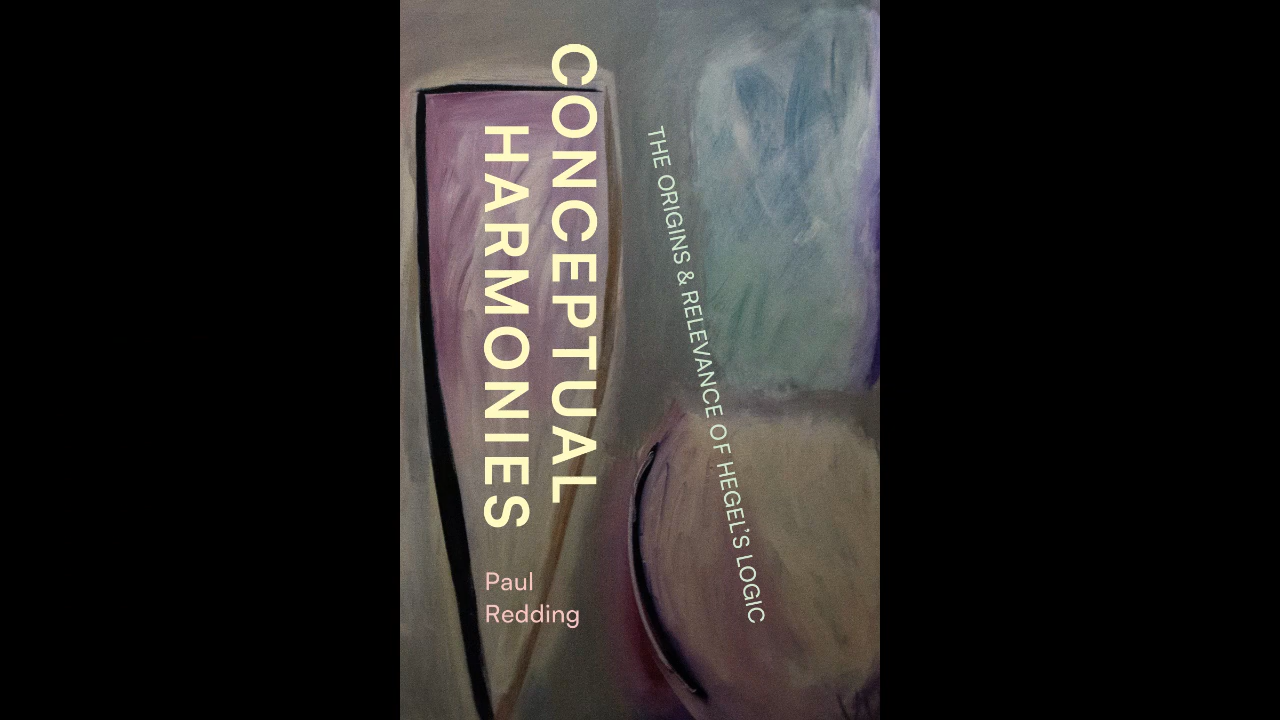 CONCEPTUAL
HARMONIES
THE ORIGINS & RELEVANCE OF HEGEL'S LOGIC
Paul
Redding